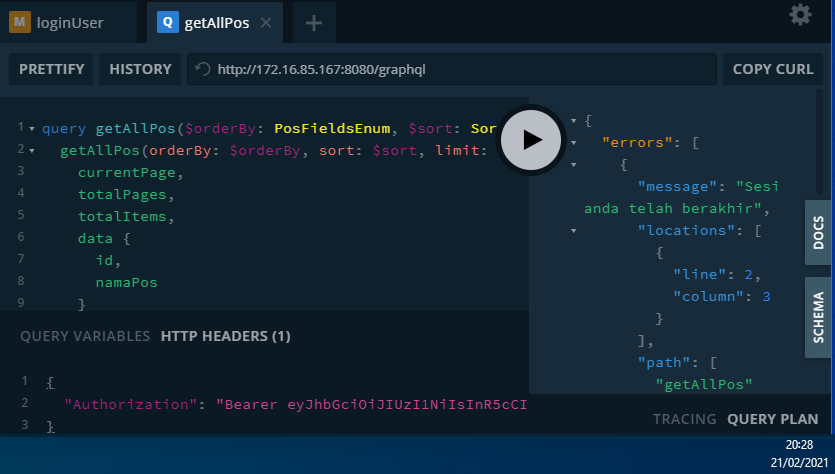 M loginUser
Q getAllPos × +
PRETTIFY HISTORY http://172.16.85.167:8080/graphql COPY CURL
1 query getAllPos($orderBy: PosFieldsEnum, $sort: Sor
2 getAllPos(orderBy: $orderBy, sort: $sort, limit:
3 currentPage,
4 totalPages,
5 totalItems,
6 data {
7 id,
8 namaPos
9 }
QUERY VARIABLES HTTP HEADERS (1)
1 {
2 "Authorization": "Bearer eyJhbGciOiJIUzI1NiIsInR5cCI
3 }
{
"errors": [
{
"message": "Sesi
anda telah berakhir",
"locations": [
{
"line": 2,
"column": 3
}
],
"path": [
"getAllPos"
DOCS
SCHEMA
TRACING QUERY PLAN
20:28
21/02/2021